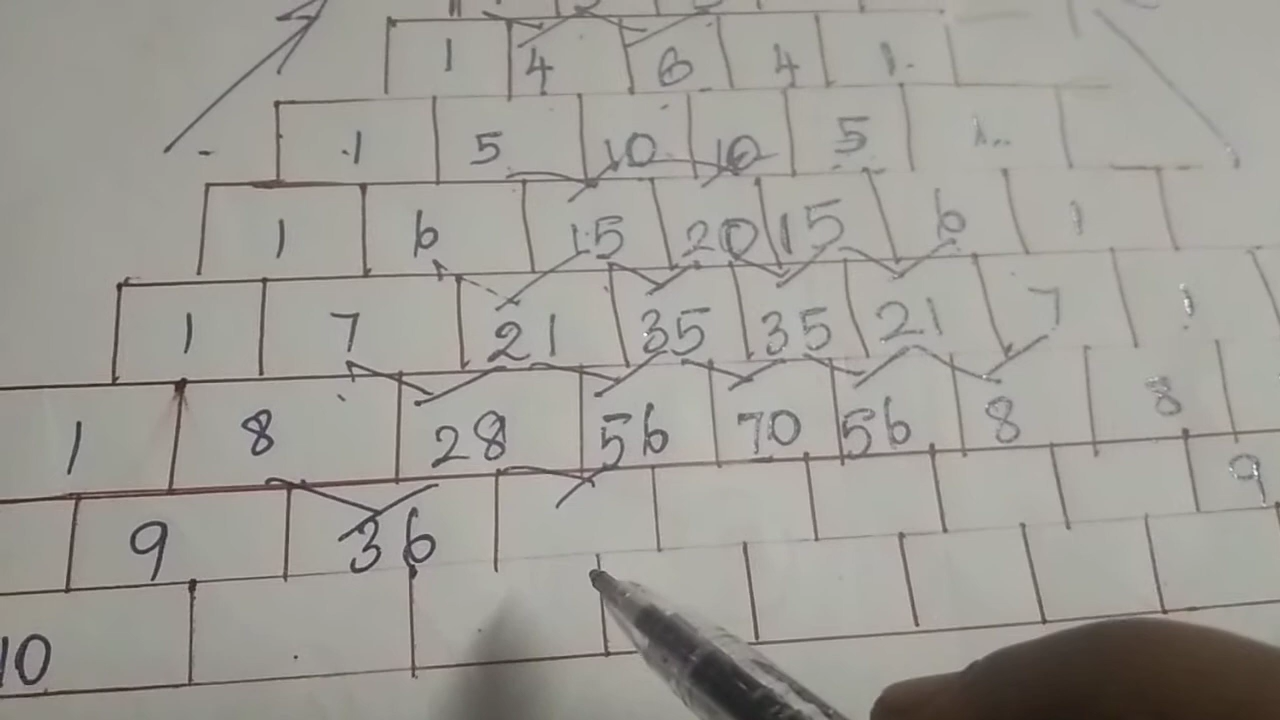 1 4 6 4 1
1 5 10 10 5 1
1 6 15 20 15 6 1
1 7 21 35 35 21 7 1
1 8 28 56 70 56 8 8
9 36 9
10